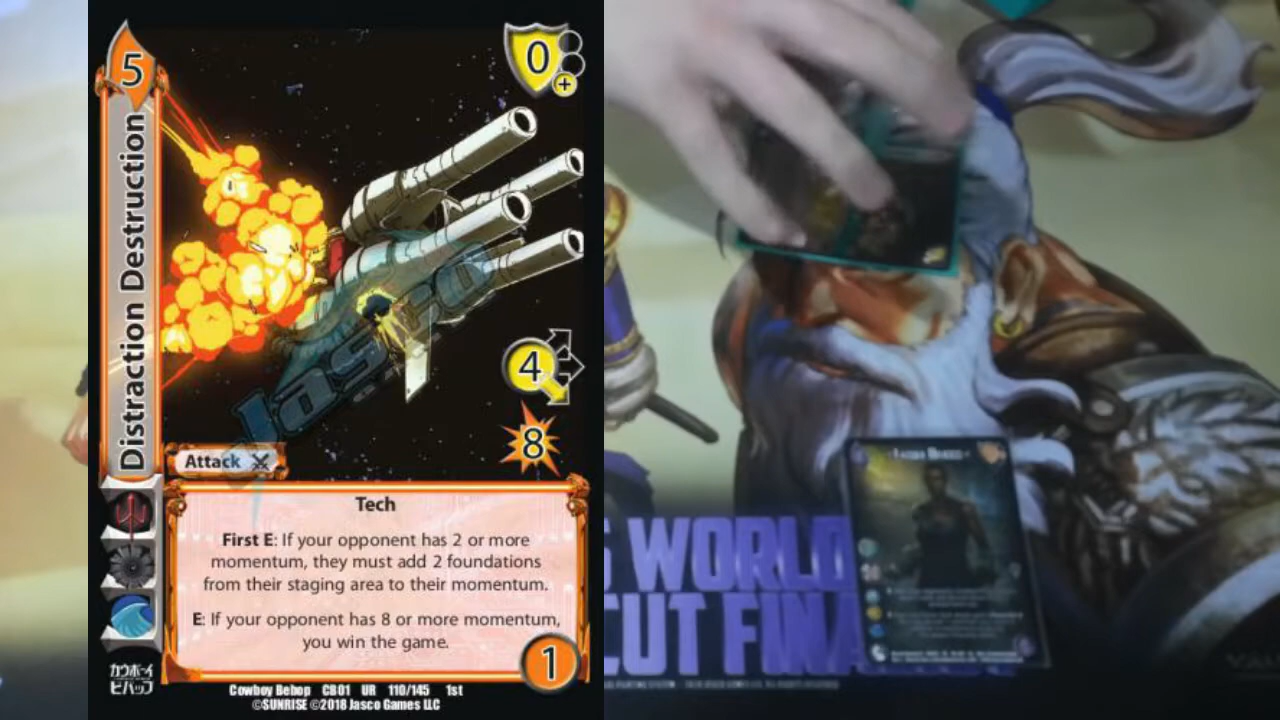 5
0
+
Distraction Destruction
Jasco
4
8
Attack
Tech
First E: If your opponent has 2 or more
momentum, they must add 2 foundations
from their staging area to their momentum.
E: If your opponent has 8 or more momentum,
you win the game.
1
カウボーイ
ビバップ
Cowboy Bebop CB01 UR 110/145 1st
©SUNRISE ©2018 Jasco Games LLC
WORLD
CUT FINA